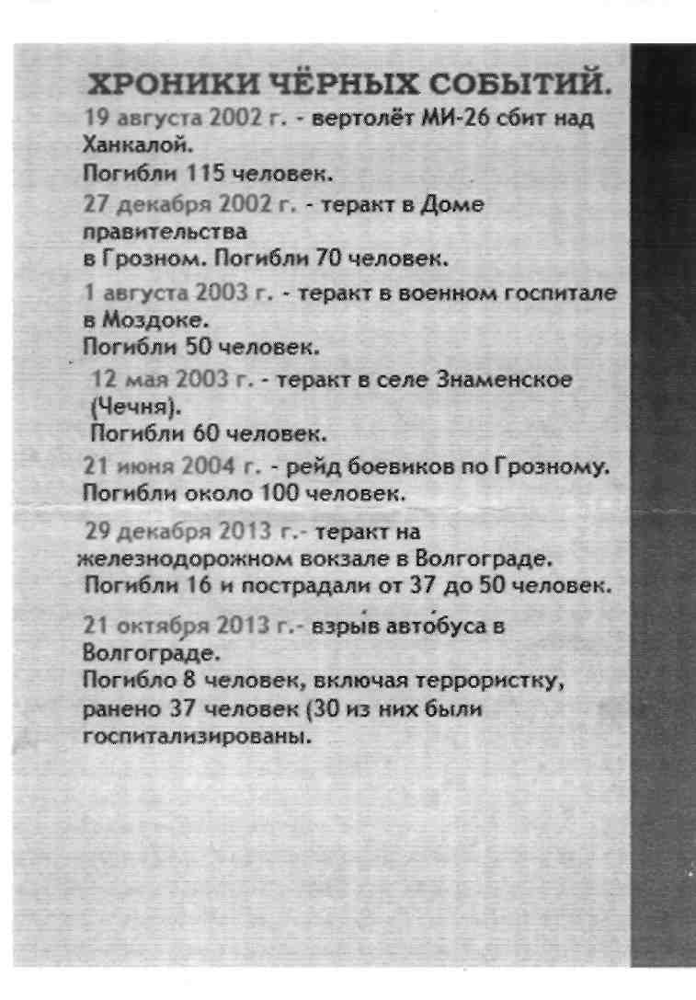 ХРОНИКИ ЧЁРНЫХ СОБЫТИЙ.
19 августа 2002 г. - вертолёт МИ-26 сбит над
Ханкалой.
Погибли 115 человек.
27 декабря 2002 г. - теракт в Доме
правительства
в Грозном. Погибли 70 человек.
1 августа 2003 г. - теракт в военном госпитале
в Моздоке.
Погибли 50 человек.
12 мая 2003 г. - теракт в селе Знаменское
(Чечня).
Погибли 60 человек.
21 июня 2004 г. - рейд боевиков по Грозному.
Погибли около 100 человек.
29 декабря 2013 г.- теракт на
железнодорожном вокзале в Волгограде.
Погибли 16 и пострадали от 37 до 50 человек.
21 октября 2013 г.- взрыв автобуса в
Волгограде.
Погибло 8 человек, включая террористку,
ранено 37 человек (30 из них были
госпитализированы.